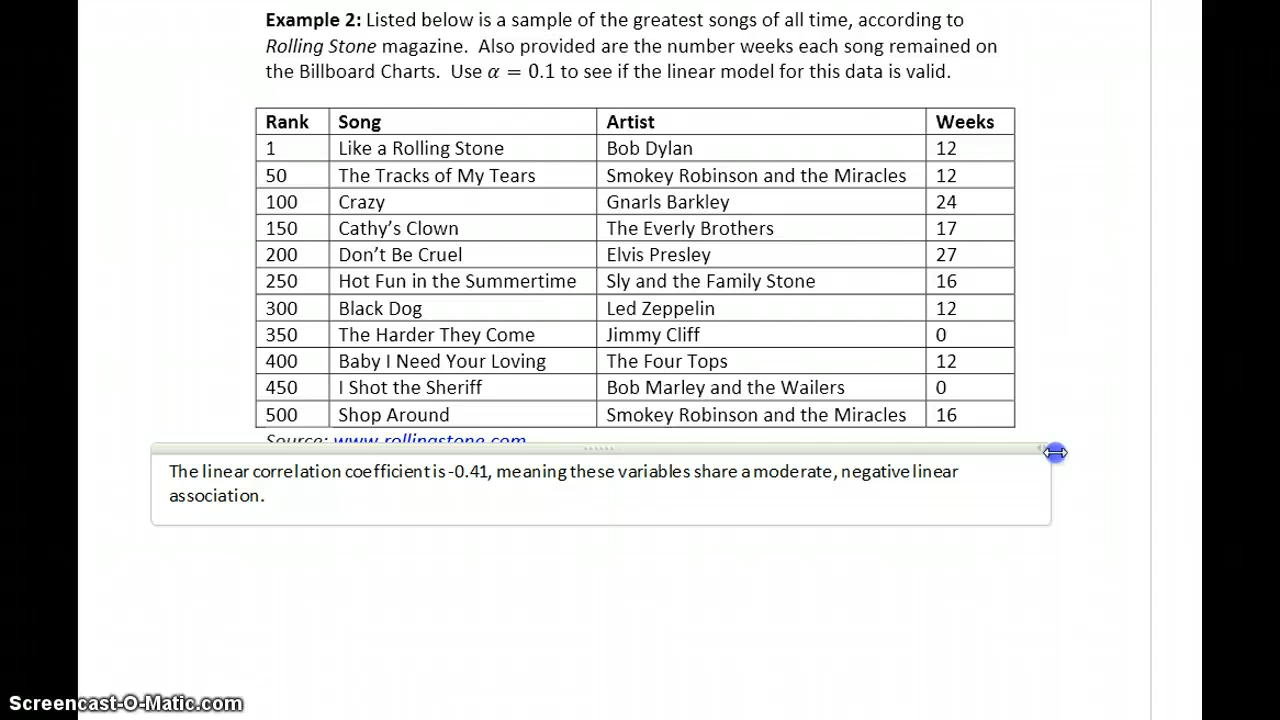 Example 2: Listed below is a sample of the greatest songs of all time, according to
Rolling Stone magazine. Also provided are the number weeks each song remained on
the Billboard Charts. Use α = 0.1 to see if the linear model for this data is valid.
Rank Song Artist Weeks
1 Like a Rolling Stone Bob Dylan 12
50 The Tracks of My Tears Smokey Robinson and the Miracles 12
100 Crazy Gnarls Barkley 24
150 Cathy's Clown The Everly Brothers 17
200 Don't Be Cruel Elvis Presley 27
250 Hot Fun in the Summertime Sly and the Family Stone 16
300 Black Dog Led Zeppelin 12
350 The Harder They Come Jimmy Cliff 0
400 Baby I Need Your Loving The Four Tops 12
450 I Shot the Sheriff Bob Marley and the Wailers 0
500 Shop Around Smokey Robinson and the Miracles 16
Source: www.rollingstone.com
The linear correlation coefficient is -0.41, meaning these variables share a moderate, negative linear
association.
Screencast-O-Matic.com